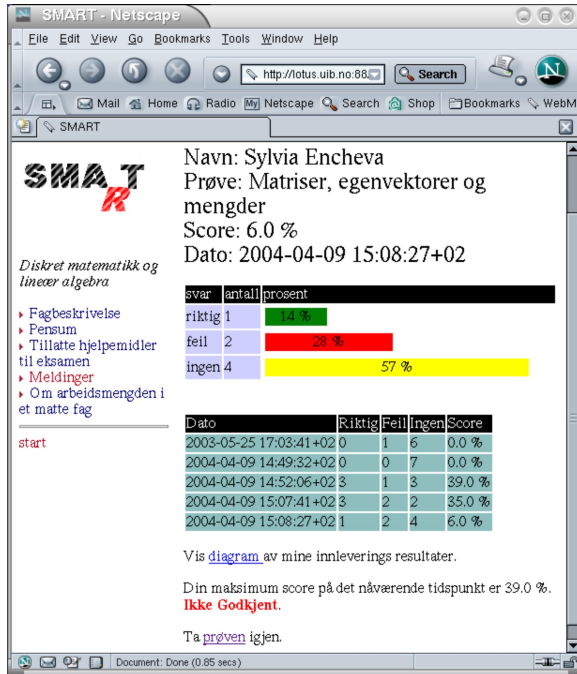 SMART - Netscape
File Edit View Go Bookmarks Tools Window Help
http://lotus.uib.no:88 Search
Mail Home Radio My Netscape Search Shop Bookmarks WebM
SMART
SMART
Diskret matematikk og
lineær algebra
Fagbeskrivelse
Pensum
Tillatte hjelpemidler
til eksamen
Meldinger
Om arbeidsmengden i
et matte fag
start
Navn: Sylvia Encheva
Prøve: Matriser, egenvektorer og
mengder
Score: 6.0 %
Dato: 2004-04-09 15:08:27+02
svar antall prosent
riktig 1 14 %
feil 2 28 %
ingen 4 57 %
Dato Riktig Feil Ingen Score
2003-05-25 17:03:41+02 0 1 6 0.0 %
2004-04-09 14:49:32+02 0 0 7 0.0 %
2004-04-09 14:52:06+02 3 1 3 39.0 %
2004-04-09 15:07:41+02 3 2 2 35.0 %
2004-04-09 15:08:27+02 1 2 4 6.0 %
Vis diagram av mine innleverings resultater.
Din maksimum score på det nåværende tidspunkt er 39.0 %.
Ikke Godkjent.
Ta prøven igjen.
Document: Done (0.85 secs)